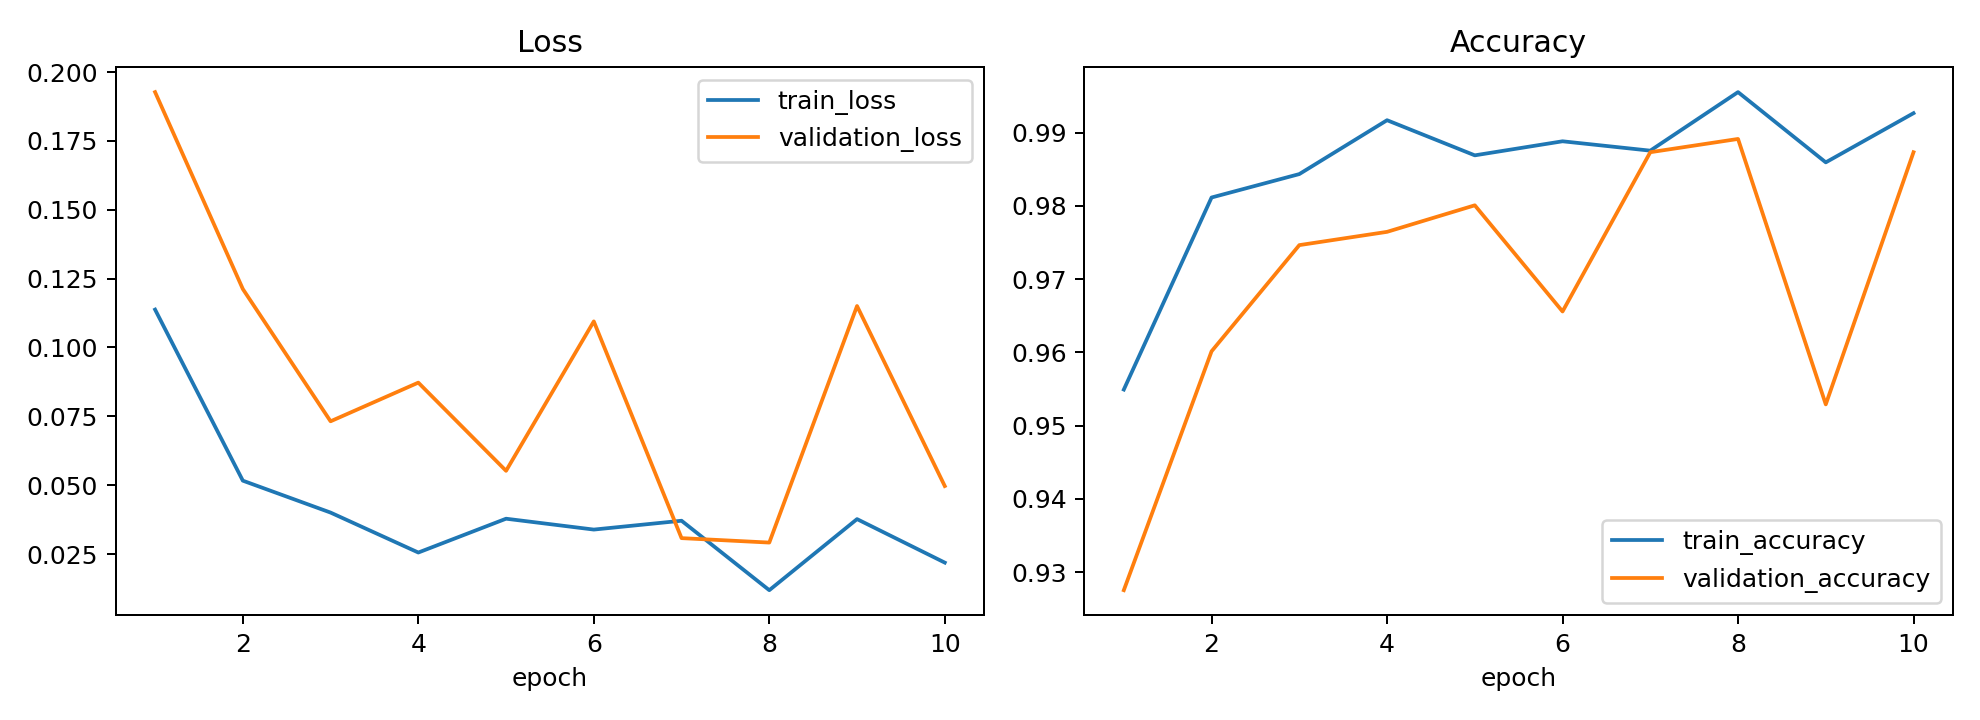 Loss
0.200
0.175
0.150
0.125
0.100
0.075
0.050
0.025
train_loss
validation_loss
2 4 6 8 10
epoch
Accuracy
0.99
0.98
0.97
0.96
0.95
0.94
0.93
train_accuracy
validation_accuracy
2 4 6 8 10
epoch